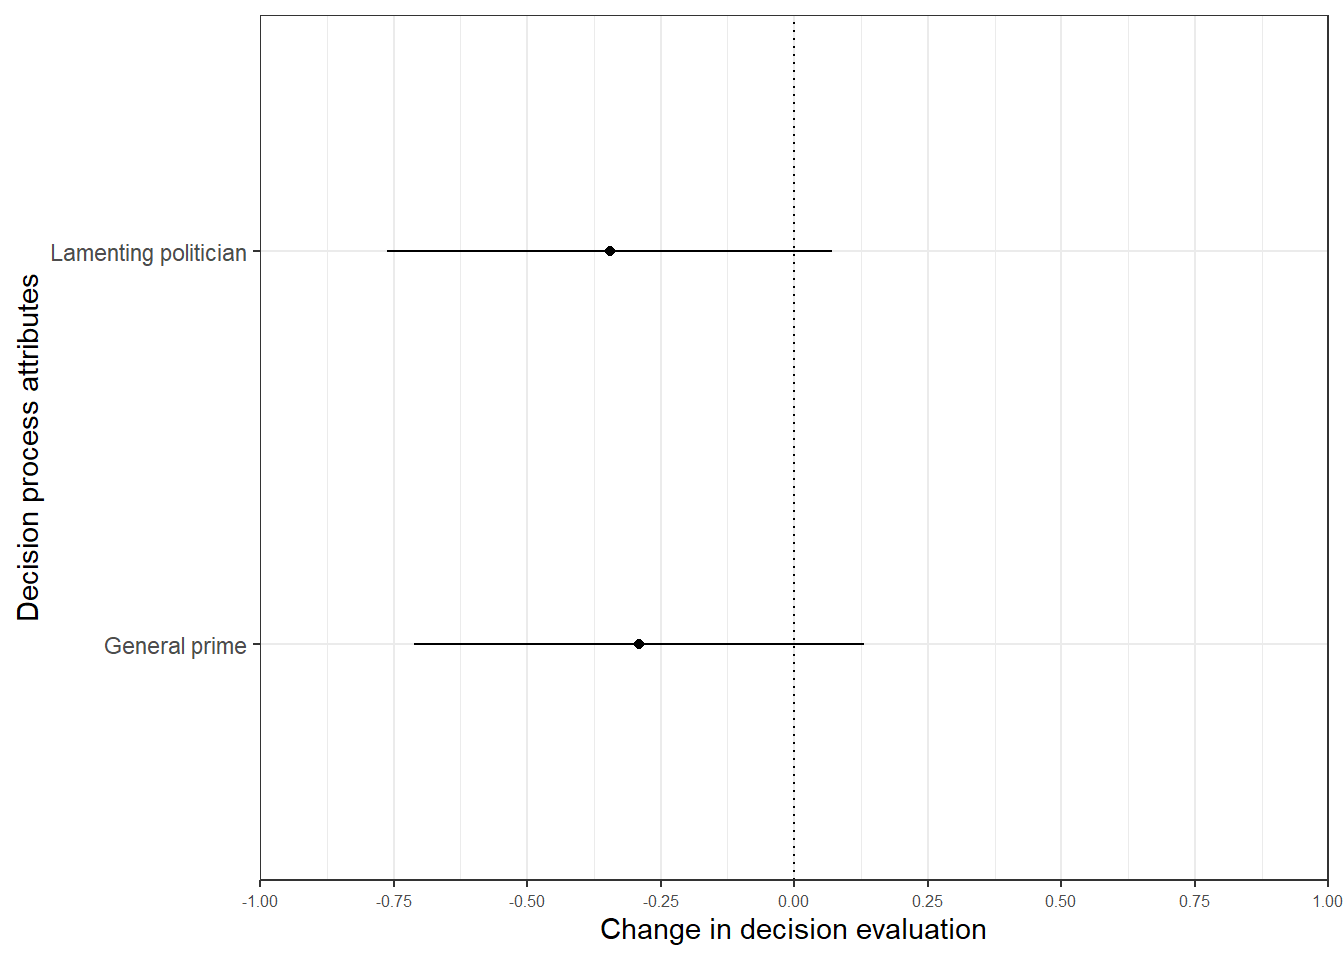 Decision process attributes
Lamenting politician
General prime
-1.00 -0.75 -0.50 -0.25 0.00 0.25 0.50 0.75 1.00
Change in decision evaluation